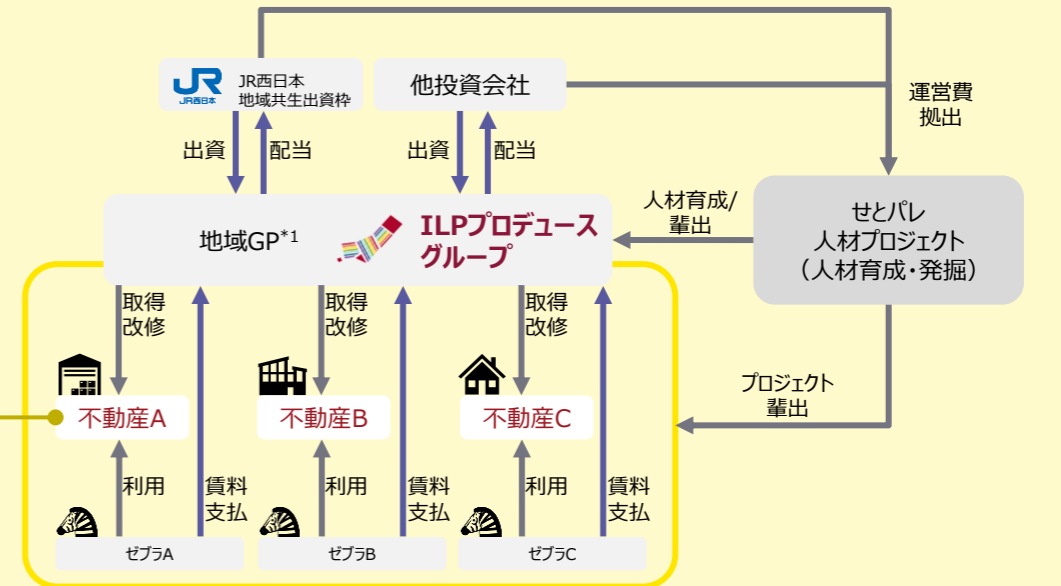 JR
JR西日本
JR西日本
地域共生出資枠
他投資会社
運営費
拠出
出資
配当
出資
配当
人材育成/
輩出
せとパレ
人材プロジェクト
（人材育成・発掘）
地域GP*1
ILPプロデュース
グループ
取得
改修
取得
改修
取得
改修
プロジェクト
輩出
不動産A
不動産B
不動産C
利用
賃料
支払
利用
賃料
支払
利用
賃料
支払
ゼブラA
ゼブラB
ゼブラC